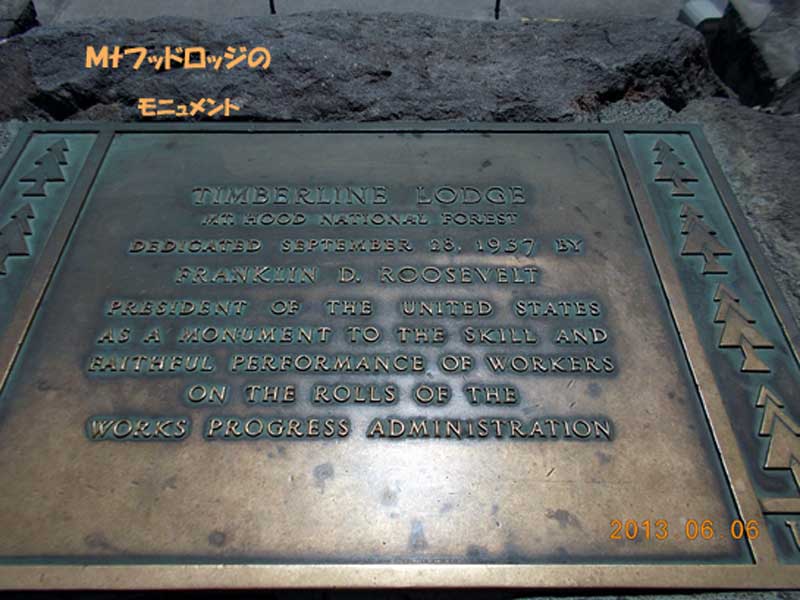 Mtフッドロッジの
モニュメント
TIMBERLINE LODGE
MT. HOOD NATIONAL FOREST
DEDICATED SEPTEMBER 28, 1937 BY
FRANKLIN D. ROOSEVELT
PRESIDENT OF THE UNITED STATES
AS A MONUMENT TO THE SKILL AND
FAITHFUL PERFORMANCE OF WORKERS
ON THE ROLLS OF THE
WORKS PROGRESS ADMINISTRATION
2013.06.06